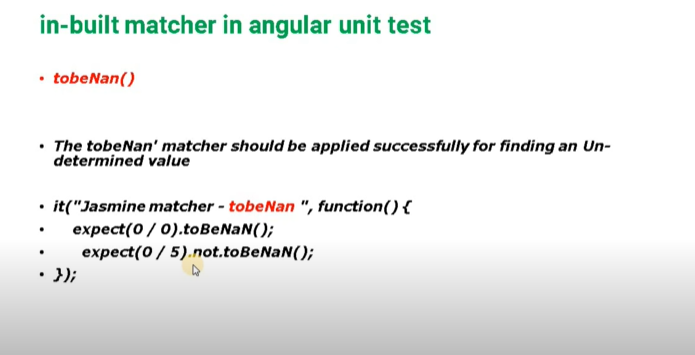 in-built matcher in angular unit test
• tobeNan()
• The tobeNan' matcher should be applied successfully for finding an Un-
determined value
• it("Jasmine matcher - tobeNan ", function() {
• expect(0 / 0).toBeNaN();
• expect(0 / 5).not.toBeNaN();
• });